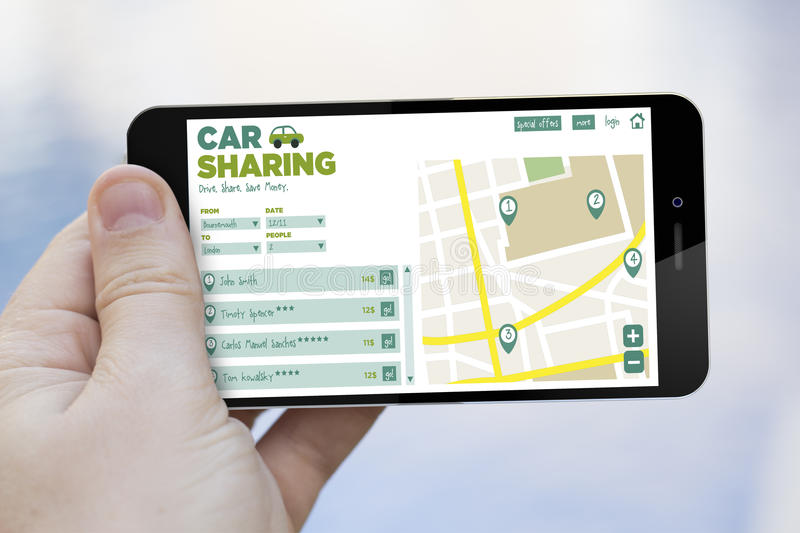 CAR
SHARING
Drive, Share, Save Money.
special offers more login
FROM DATE
Bournemouth 12/11
TO PEOPLE
London 2
1 John Smith 14$ go!
2 Timoty Spencer *** 12$ go!
3 Carlos Manuel Sanches ***** 11$ go!
4 Tom Kowalsky **** 12$ go!
1
2
4
3
+
−
dreamstime